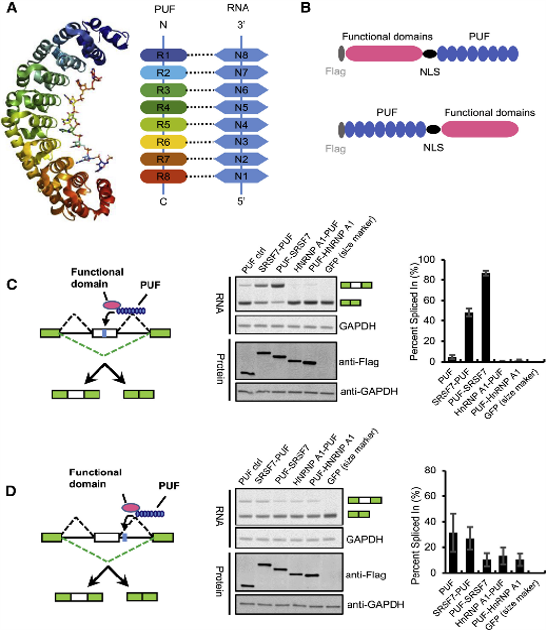 A
PUF
RNA
N
3'
R1
N8
R2
N7
R3
N6
R4
N5
R5
N4
R6
N3
R7
N2
R8
N1
C
5'
B
Functional domains
PUF
Flag
NLS
PUF
Functional domains
Flag
NLS
C
Functional
domain
PUF
PUF ctrl
SRSF7-PUF
PUF-SRSF7
HNRNP A1-PUF
PUF-HNRNP A1
GFP (size marker)
RNA
GAPDH
Protein
anti-Flag
anti-GAPDH
Percent Spliced In (%)
100
80
60
40
20
0
PUF
SRSF7-PUF
PUF-SRSF7
HnRNP A1-PUF
PUF-HnRNP A1
GFP (size maker)
D
Functional
domain
PUF
PUF ctrl
SRSF7-PUF
PUF-SRSF7
HNRNP A1-PUF
PUF-HNRNP A1
GFP (size marker)
RNA
GAPDH
Protein
anti-Flag
anti-GAPDH
Percent Spliced In (%)
80
60
40
20
0
PUF
SRSF7-PUF
PUF-SRSF7
HnRNP A1-PUF
PUF-HnRNP A1
GFP (size maker)